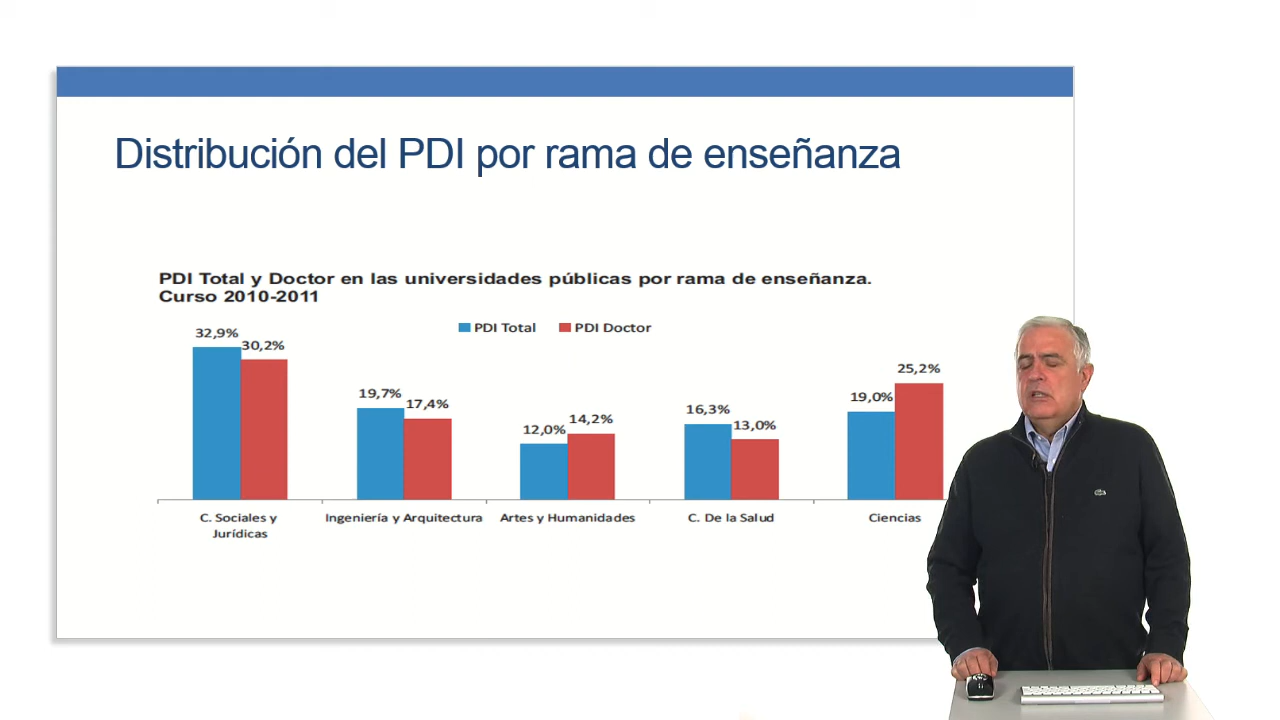 Distribución del PDI por rama de enseñanza
PDI Total y Doctor en las universidades públicas por rama de enseñanza.
Curso 2010-2011
PDI Total PDI Doctor
32,9% 30,2%
19,7% 17,4%
12,0% 14,2%
16,3% 13,0%
19,0% 25,2%
C. Sociales y
Jurídicas
Ingeniería y Arquitectura
Artes y Humanidades
C. De la Salud
Ciencias